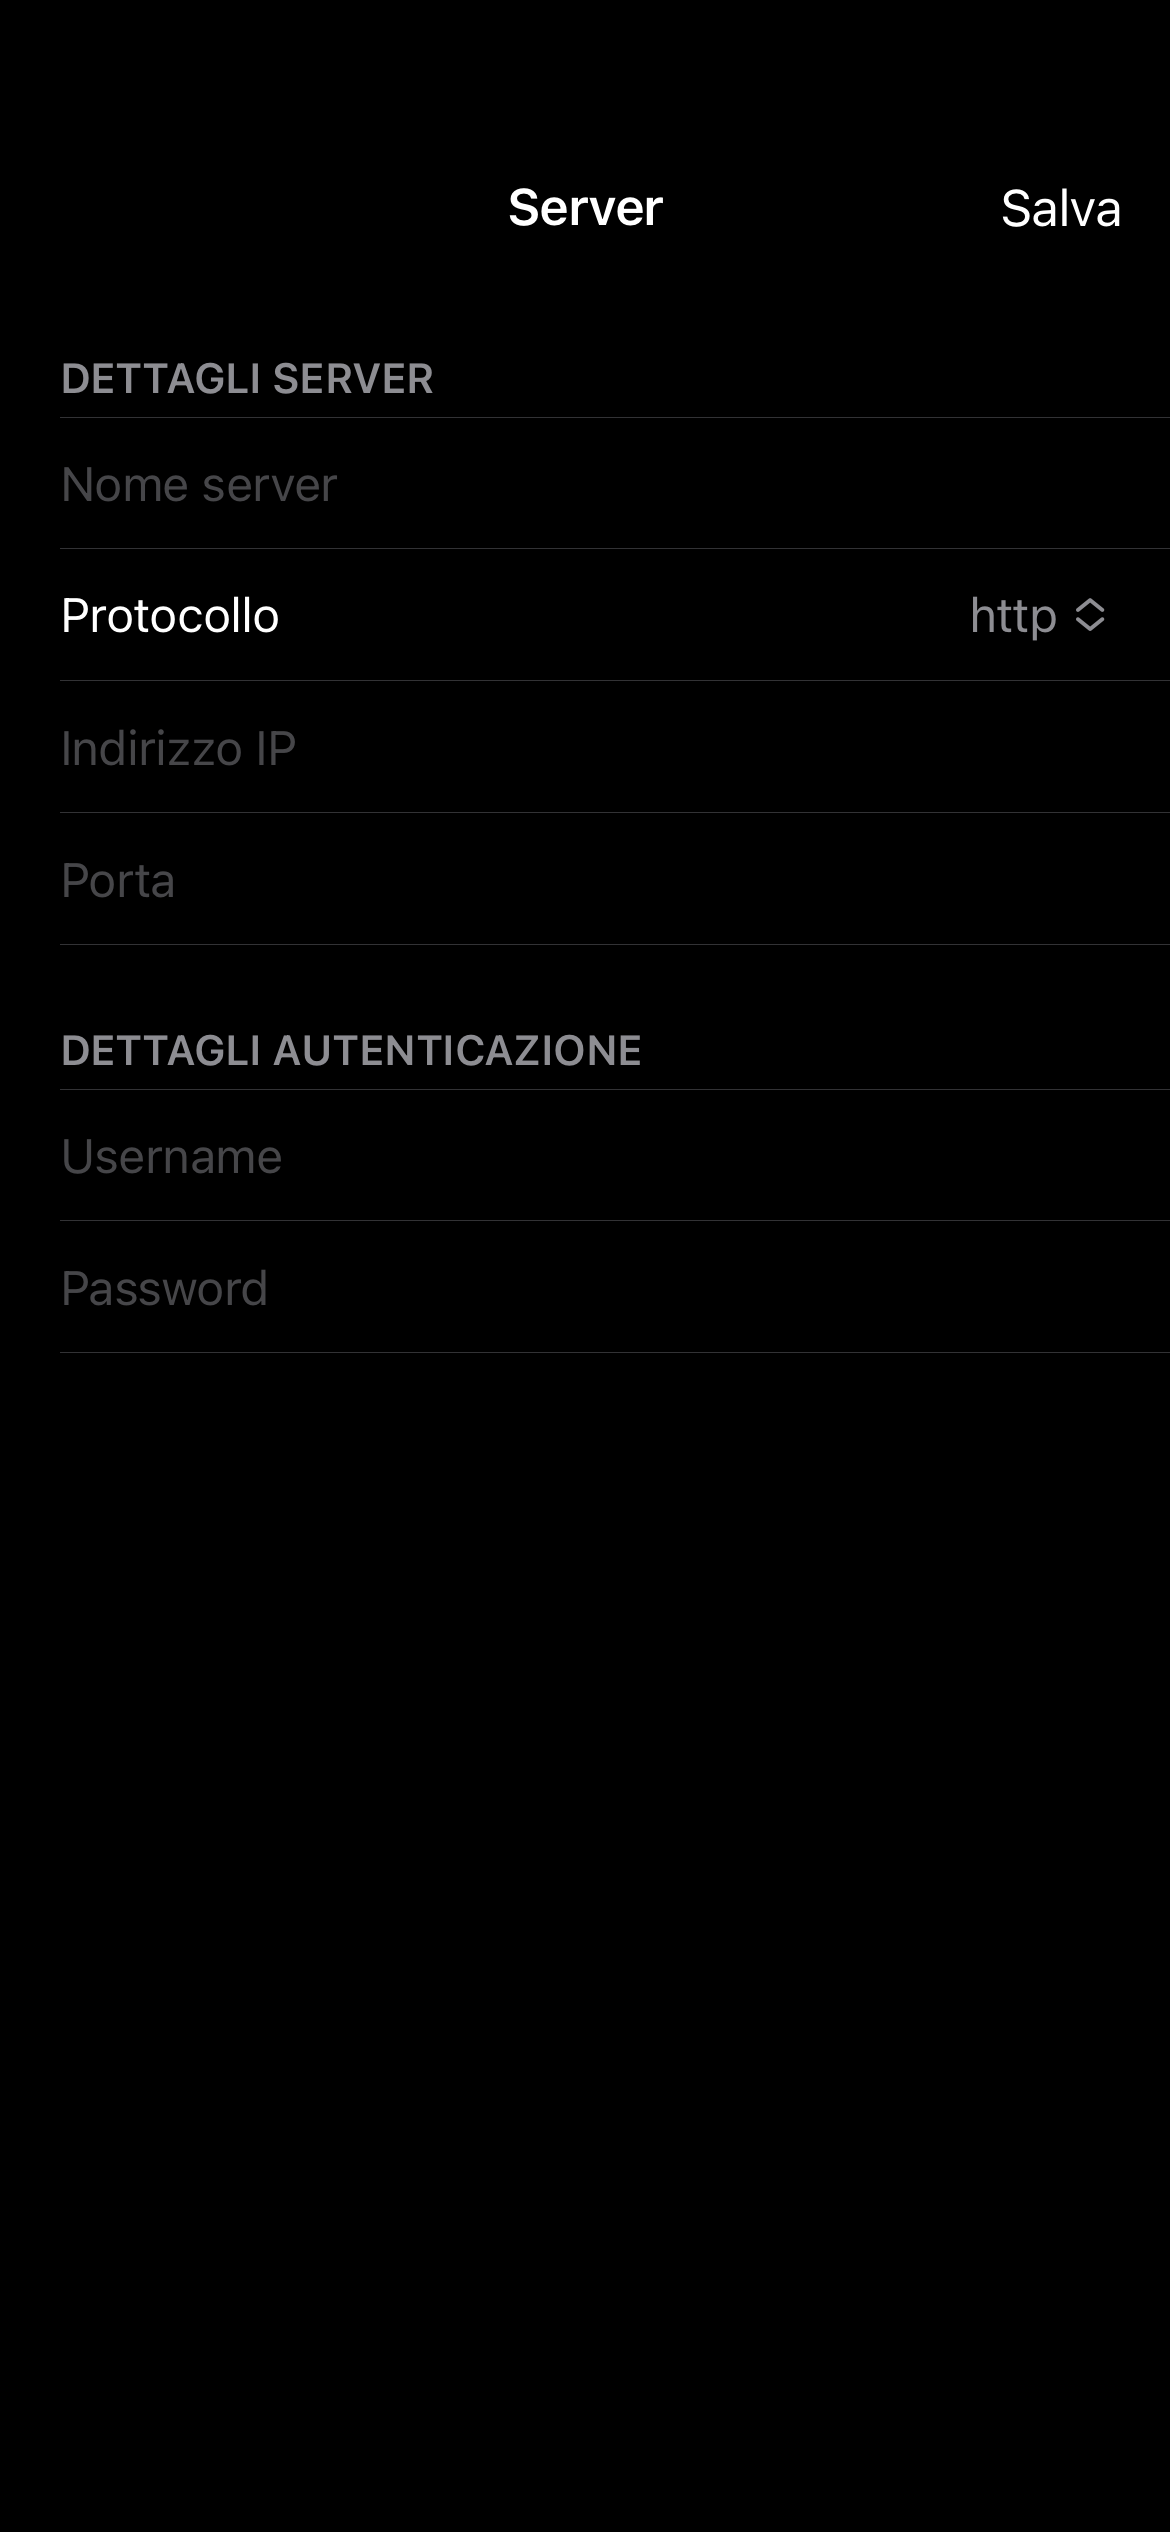 Server
Salva
DETTAGLI SERVER
Nome server
Protocollo
http
Indirizzo IP
Porta
DETTAGLI AUTENTICAZIONE
Username
Password